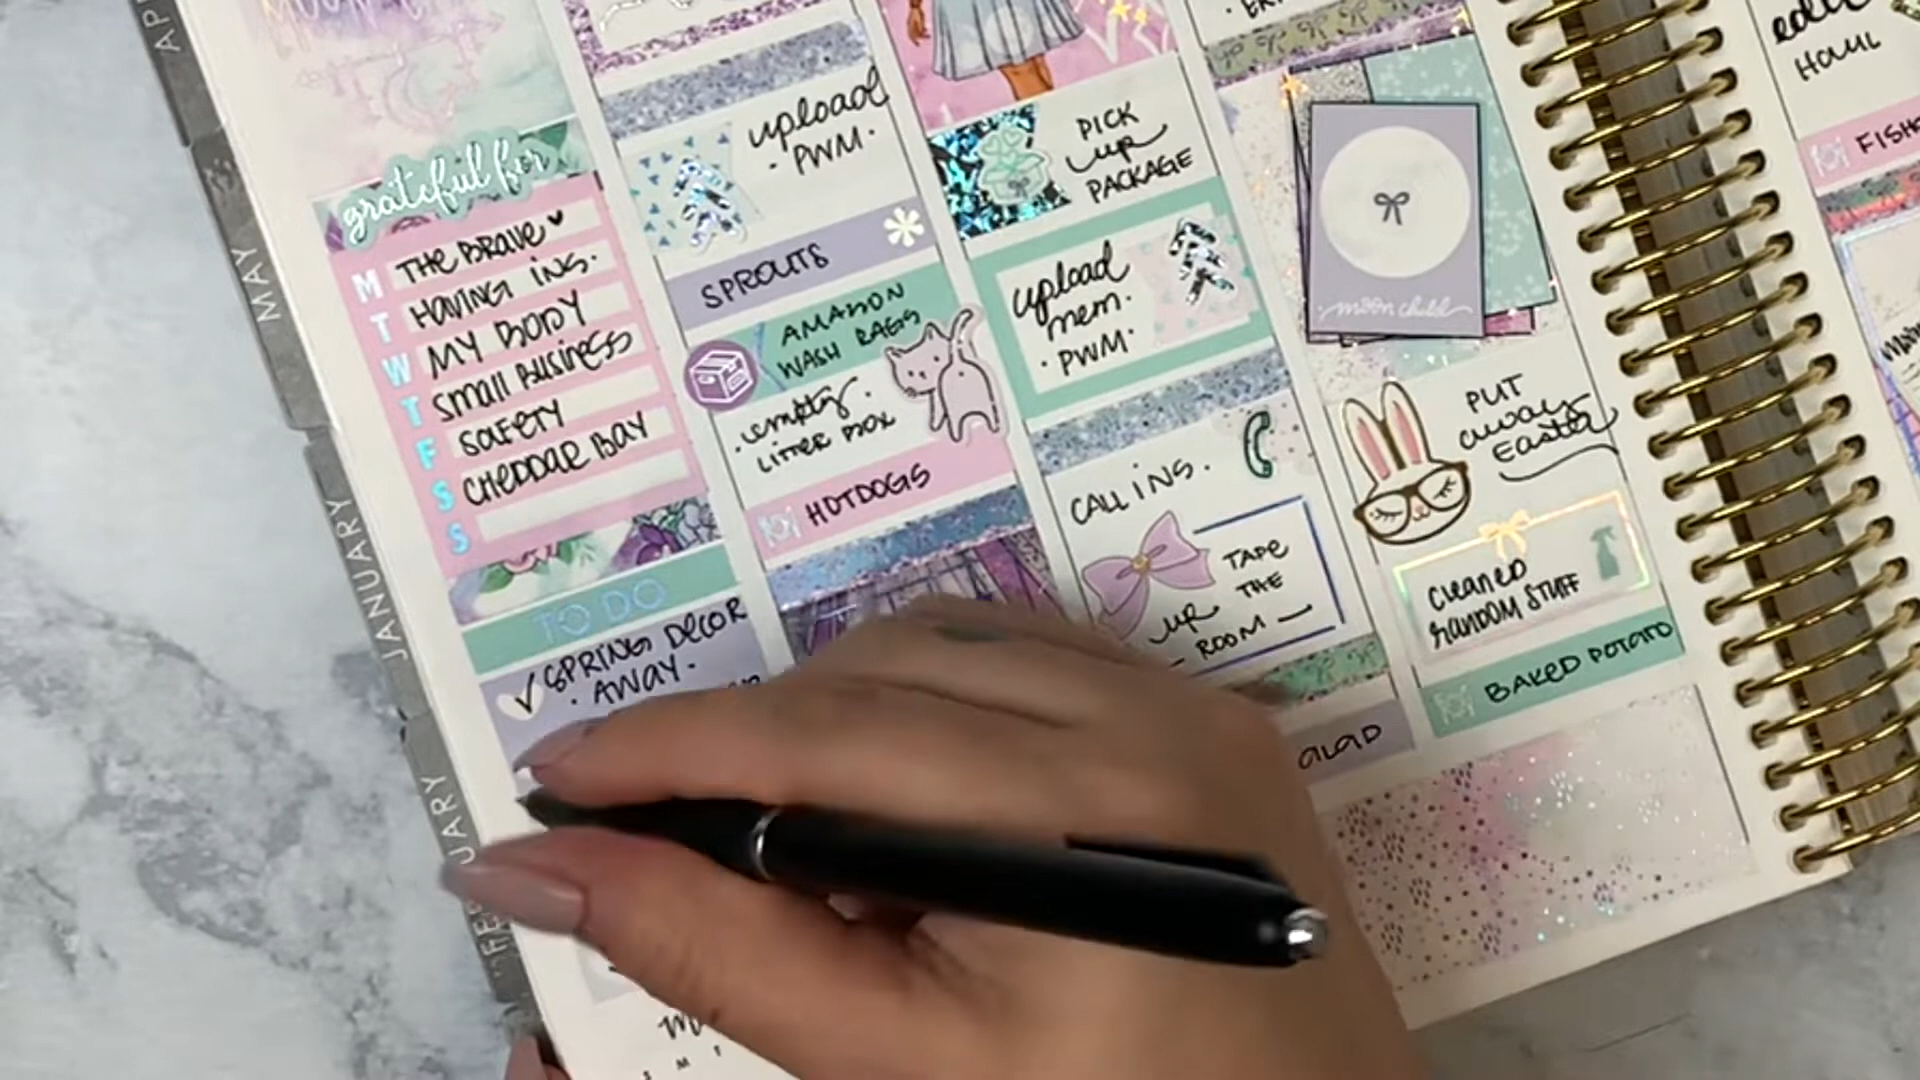 MAY
JANUARY
grateful for
M THE BRAVE
T HAVING INS.
W MY BODY
T SMALL BUSINESS
F SAFETY
S CHEDDAR BAY
S
TO DO
✓ SPRING DECOR
· AWAY ·
upload
· PWM ·
SPROUTS
AMAZON
WASH RAGS
· empty ·
LITTER BOX
HOTDOGS
PICK
up
PACKAGE
upload
mem.
· PWM ·
CALL INS.
TAPE
up THE
— ROOM —
moon child
PUT
away
Easter
CLEANED
RANDOM STUFF
BAKED POTATO
HAUL